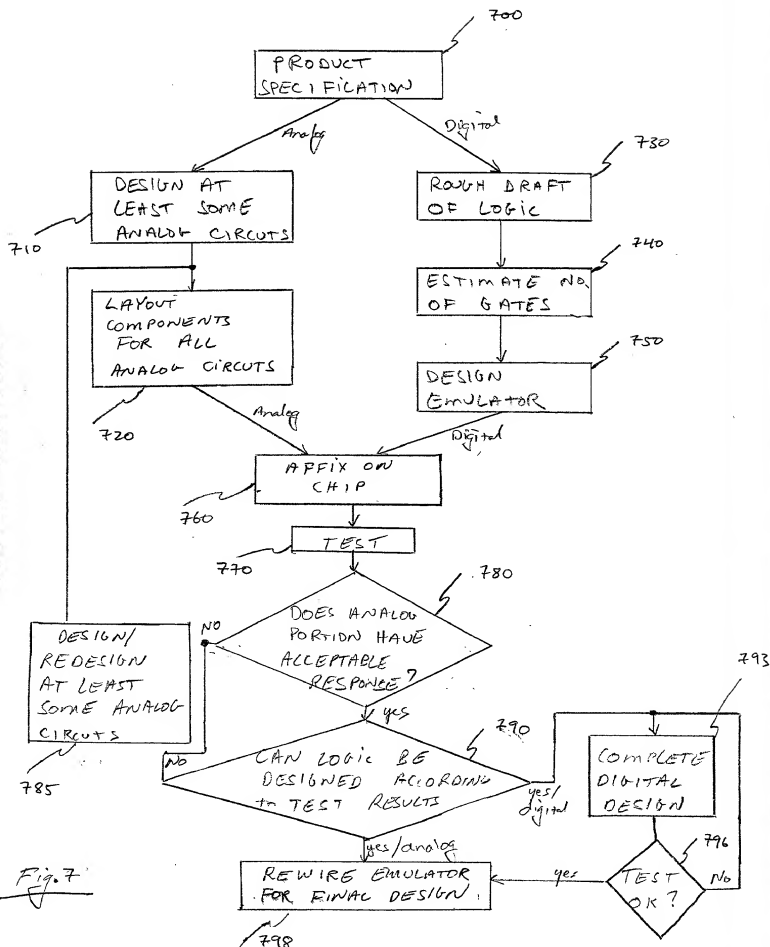 700
PRODUCT
SPECIFICATION
Analog
Digital
730
DESIGN AT
LEAST SOME
ANALOG CIRCUTS
710
ROUGH DRAFT
OF LOGIC
740
ESTIMATE NO.
OF GATES
LAYOUT
COMPONENTS
FOR ALL
ANALOG CIRCUTS
720
750
DESIGN
EMULATOR
Analog
Digital
AFFIX ON
CHIP
760
TEST
770
780
DOES ANALOG
PORTION HAVE
ACCEPTABLE
RESPONSE?
NO
yes
DESIGN/
REDESIGN
AT LEAST
SOME ANALOG
CIRCUTS
785
790
CAN LOGIC BE
DESIGNED ACCORDING
to TEST RESULTS
No
yes/
digital
yes/analog
793
COMPLETE
DIGITAL
DESIGN
796
TEST
OK?
No
yes
REWIRE EMULATOR
FOR FINAL DESIGN
798
Fig. 7